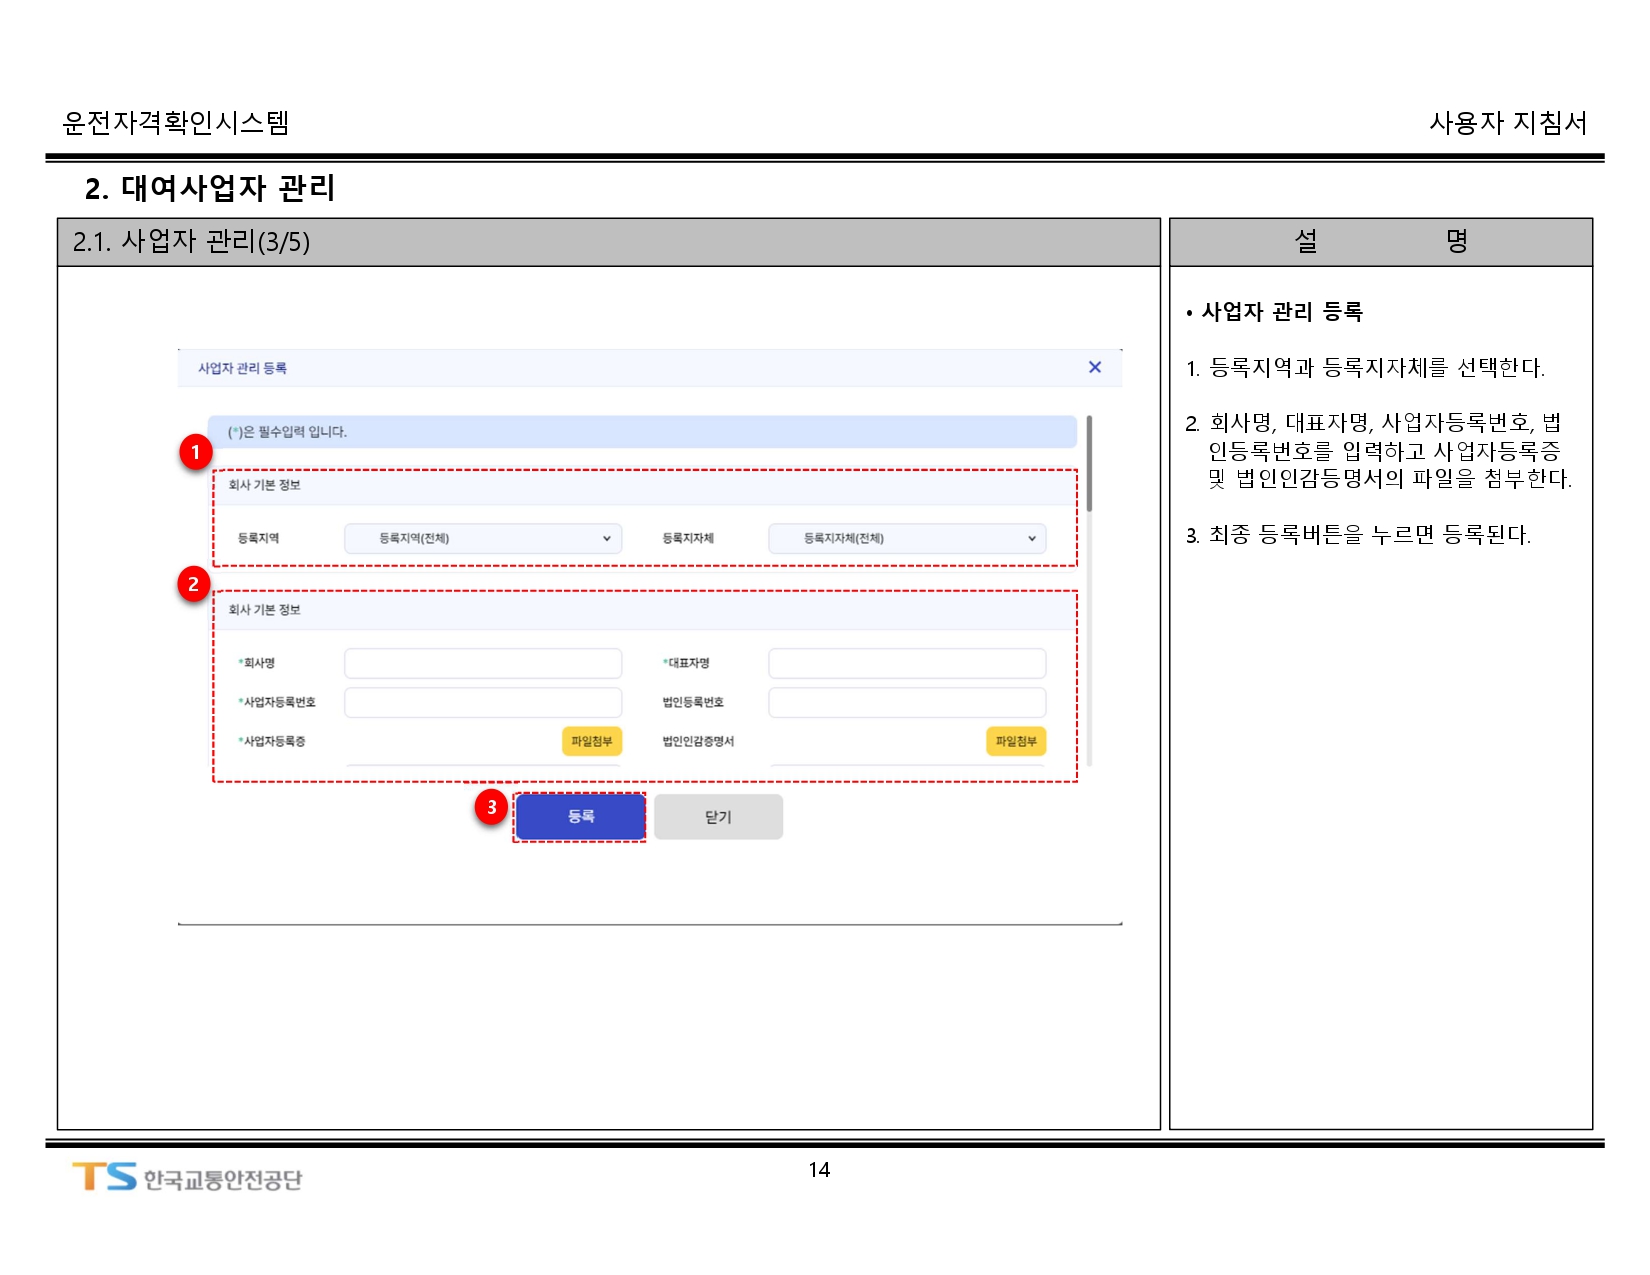 운전자격확인시스템
사용자 지침서
2. 대여사업자 관리
2.1. 사업자 관리(3/5)
설 명
사업자 관리 등록
(*)은 필수입력 입니다.
1
회사 기본 정보
등록지역 등록지역(전체) 등록지자체 등록지자체(전체)
2
회사 기본 정보
*회사명 *대표자명
*사업자등록번호 법인등록번호
*사업자등록증 파일첨부 법인인감증명서 파일첨부
3
등록 닫기
• 사업자 관리 등록
1. 등록지역과 등록지자체를 선택한다.
2. 회사명, 대표자명, 사업자등록번호, 법
인등록번호를 입력하고 사업자등록증
및 법인인감등명서의 파일을 첨부한다.
3. 최종 등록버튼을 누르면 등록된다.
TS 한국교통안전공단
14